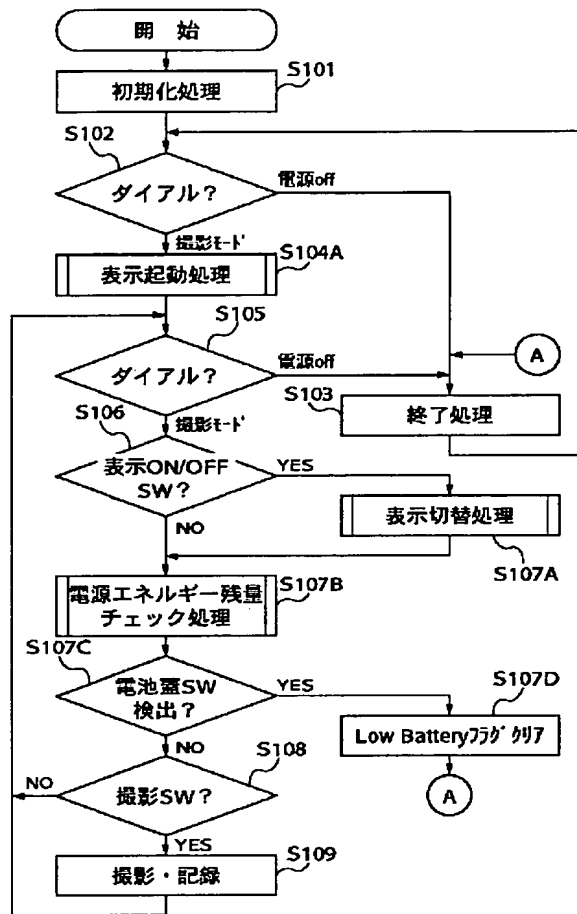 開 始
S101
初期化処理
S102
ダイアル?
電源off
撮影ﾓｰﾄﾞ
S104A
表示起動処理
S105
ダイアル?
電源off
A
S103
終了処理
撮影ﾓｰﾄﾞ
S106
表示ON/OFF
SW?
YES
NO
表示切替処理
S107A
電源エネルギー残量
チェック処理
S107B
S107C
電池蓋SW
検出?
YES
S107D
Low Batteryﾌﾗｸﾞｸﾘｱ
NO
A
S108
撮影SW?
NO
YES
S109
撮影・記録